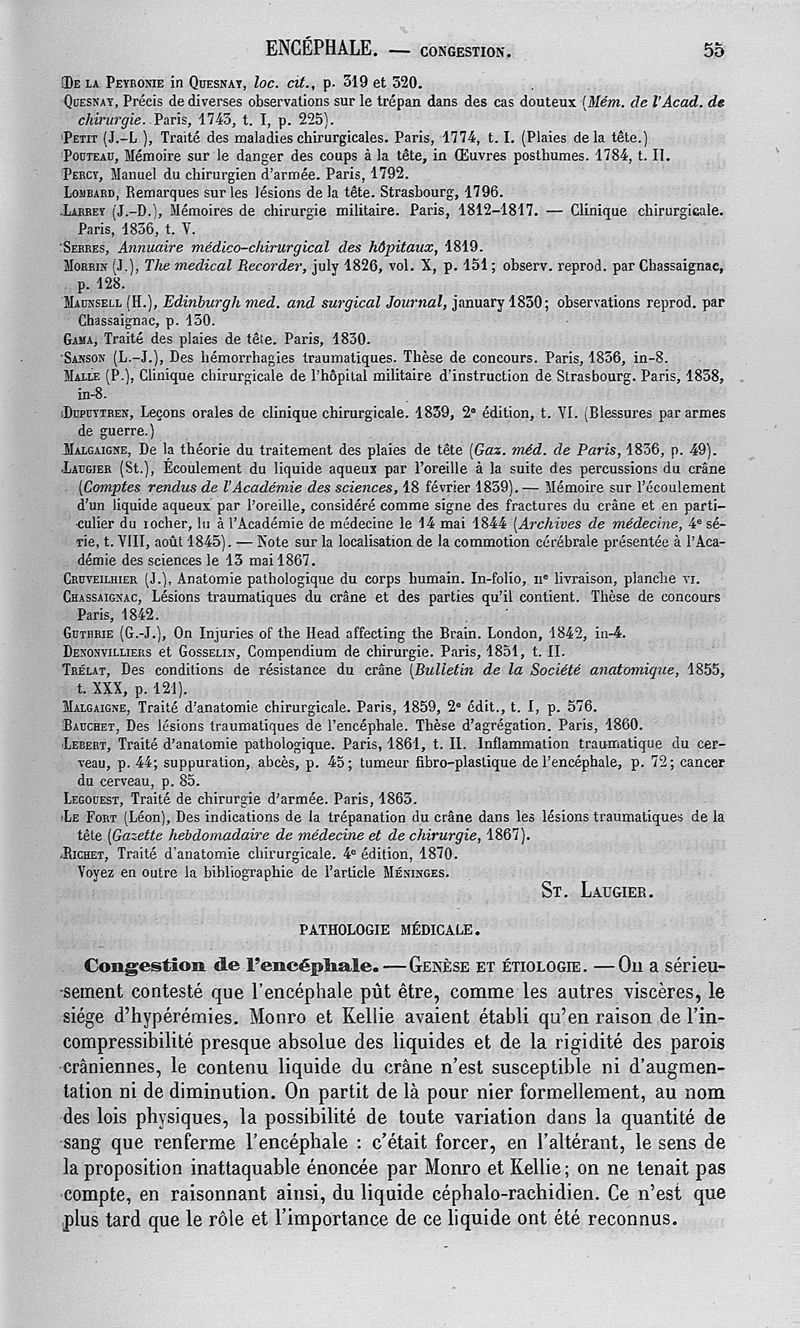 ENCÉPHALE. — CONGESTION. 55
DE LA PEYRONIE in QUESNAY, loc. cit., p. 319 et 320.
QUESNAY, Précis de diverses observations sur le trépan dans des cas douteux (Mém. de l'Acad. de
chirurgie. Paris, 1743, t. I, p. 225).
PETIT (J.-L ), Traité des maladies chirurgicales. Paris, 1774, t. I. (Plaies de la tête.)
POUTEAU, Mémoire sur le danger des coups à la tête, in Œuvres posthumes. 1784, t. II.
PERCY, Manuel du chirurgien d'armée. Paris, 1792.
LOMBARD, Remarques sur les lésions de la tête. Strasbourg, 1796.
LARREY (J.-D.), Mémoires de chirurgie militaire. Paris, 1812-1817. — Clinique chirurgicale.
Paris, 1836, t. V.
SERRES, Annuaire médico-chirurgical des hôpitaux, 1819.
MORRIN (J.), The medical Recorder, july 1826, vol. X, p. 151; observ. reprod. par Chassaignac,
p. 128.
MAUNSELL (H.), Edinburgh med. and surgical Journal, january 1830; observations reprod. par
Chassaignac, p. 130.
GAMA, Traité des plaies de tête. Paris, 1830.
SANSON (L.-J.), Des hémorrhagies traumatiques. Thèse de concours. Paris, 1836, in-8.
MALLE (P.), Clinique chirurgicale de l'hôpital militaire d'instruction de Strasbourg. Paris, 1838,
in-8.
DUPUYTREN, Leçons orales de clinique chirurgicale. 1839, 2e édition, t. VI. (Blessures par armes
de guerre.)
MALGAIGNE, De la théorie du traitement des plaies de tête (Gaz. méd. de Paris, 1836, p. 49).
LAUGIER (St.), Écoulement du liquide aqueux par l'oreille à la suite des percussions du crâne
(Comptes rendus de l'Académie des sciences, 18 février 1839). — Mémoire sur l'écoulement
d'un liquide aqueux par l'oreille, considéré comme signe des fractures du crâne et en parti-
culier du rocher, lu à l'Académie de médecine le 14 mai 1844 (Archives de médecine, 4e sé-
rie, t. VIII, août 1845). — Note sur la localisation de la commotion cérébrale présentée à l'Aca-
démie des sciences le 13 mai 1867.
CRUVEILHIER (J.), Anatomie pathologique du corps humain. In-folio, IIe livraison, planche VI.
CHASSAIGNAC, Lésions traumatiques du crâne et des parties qu'il contient. Thèse de concours
Paris, 1842.
GUTHRIE (G.-J.), On Injuries of the Head affecting the Brain. London, 1842, in-4.
DENONVILLIERS et GOSSELIN, Compendium de chirurgie. Paris, 1851, t. II.
TRÉLAT, Des conditions de résistance du crâne (Bulletin de la Société anatomique, 1855,
t. XXX, p. 121).
MALGAIGNE, Traité d'anatomie chirurgicale. Paris, 1859, 2e édit., t. I, p. 576.
BAUCHET, Des lésions traumatiques de l'encéphale. Thèse d'agrégation. Paris, 1860.
LEBERT, Traité d'anatomie pathologique. Paris, 1861, t. II. Inflammation traumatique du cer-
veau, p. 44; suppuration, abcès, p. 45; tumeur fibro-plastique de l'encéphale, p. 72; cancer
du cerveau, p. 85.
LEGOUEST, Traité de chirurgie d'armée. Paris, 1863.
LE FORT (Léon), Des indications de la trépanation du crâne dans les lésions traumatiques de la
tête (Gazette hebdomadaire de médecine et de chirurgie, 1867).
RICHET, Traité d'anatomie chirurgicale. 4e édition, 1870.
Voyez en outre la bibliographie de l'article MÉNINGES.
ST. LAUGIER.
PATHOLOGIE MÉDICALE.
Congestion de l'encéphale. — GENÈSE ET ÉTIOLOGIE. — On a sérieu-
sement contesté que l'encéphale pût être, comme les autres viscères, le
siége d'hypérémies. Monro et Kellie avaient établi qu'en raison de l'in-
compressibilité presque absolue des liquides et de la rigidité des parois
crâniennes, le contenu liquide du crâne n'est susceptible ni d'augmen-
tation ni de diminution. On partit de là pour nier formellement, au nom
des lois physiques, la possibilité de toute variation dans la quantité de
sang que renferme l'encéphale : c'était forcer, en l'altérant, le sens de
la proposition inattaquable énoncée par Monro et Kellie; on ne tenait pas
compte, en raisonnant ainsi, du liquide céphalo-rachidien. Ce n'est que
plus tard que le rôle et l'importance de ce liquide ont été reconnus.